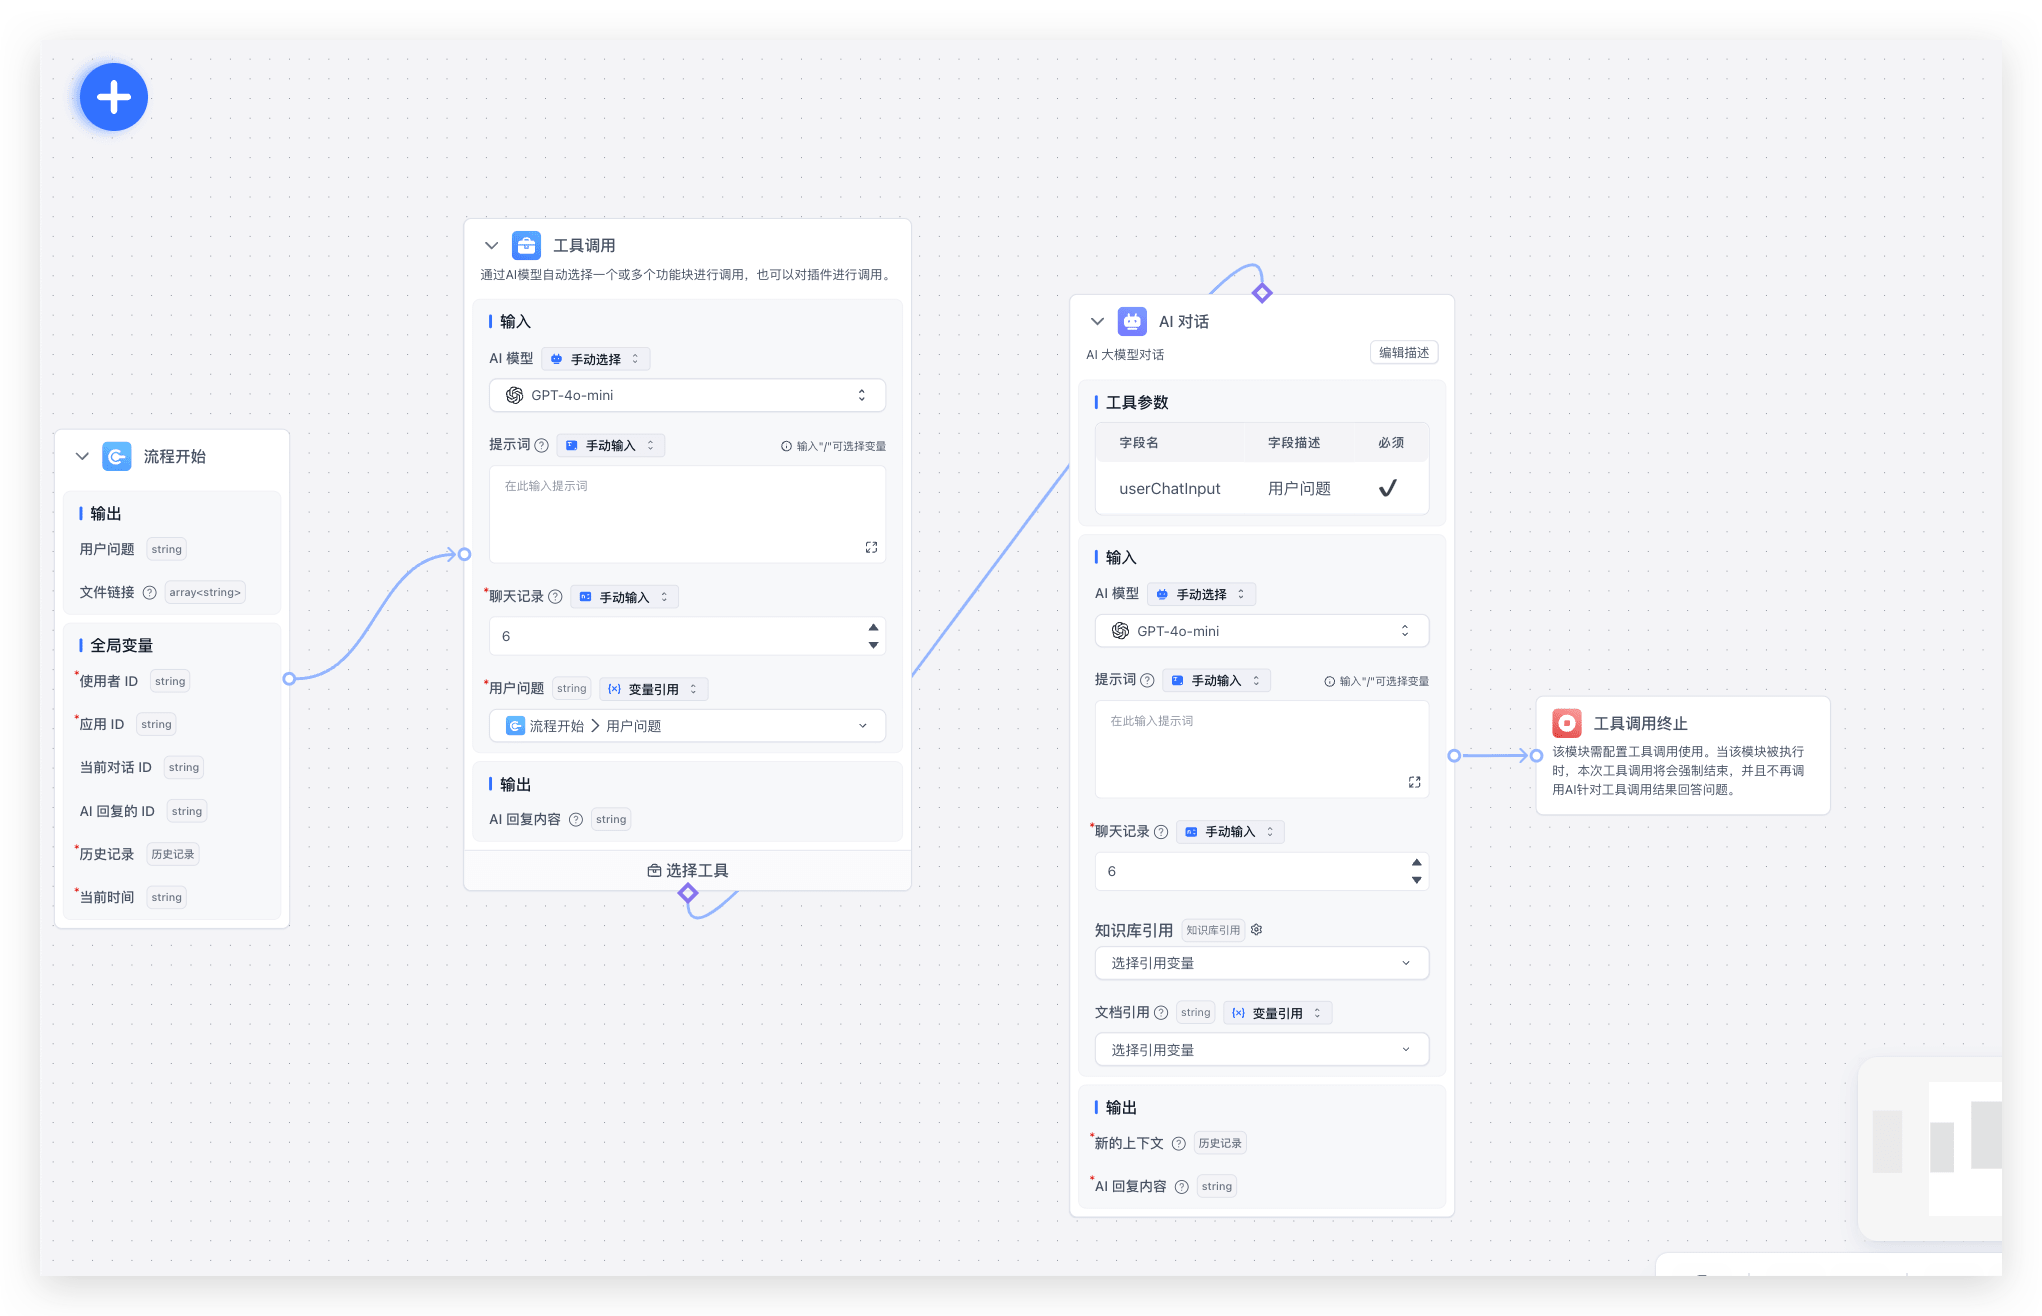 流程开始
输出
用户问题 string
文件链接 array<string>
全局变量
*使用者 ID string
*应用 ID string
当前对话 ID string
AI 回复的 ID string
*历史记录 历史记录
*当前时间 string
工具调用
通过AI模型自动选择一个或多个功能块进行调用，也可以对插件进行调用。
输入
AI 模型 手动选择
GPT-4o-mini
提示词 手动输入 输入"/"可选择变量
在此输入提示词
*聊天记录 手动输入
6
*用户问题 string 变量引用
流程开始 > 用户问题
输出
AI 回复内容 string
选择工具
AI 对话
AI 大模型对话 编辑描述
工具参数
字段名 字段描述 必须
userChatInput 用户问题
输入
AI 模型 手动选择
GPT-4o-mini
提示词 手动输入 输入"/"可选择变量
在此输入提示词
*聊天记录 手动输入
6
知识库引用 知识库引用
选择引用变量
文档引用 string 变量引用
选择引用变量
输出
*新的上下文 历史记录
*AI 回复内容 string
工具调用终止
该模块需配置工具调用使用。当该模块被执行
时，本次工具调用将会强制结束，并且不再调
用AI针对工具调用结果回答问题。